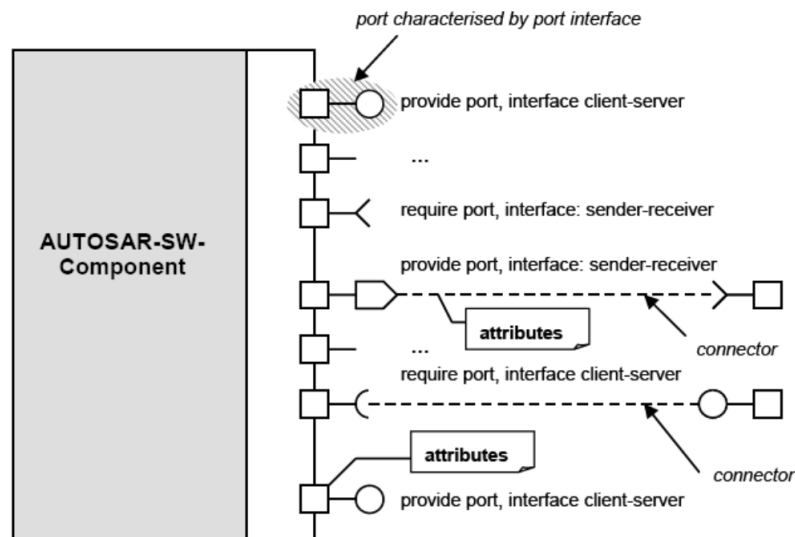 port characterised by port interface
provide port, interface client-server
...
require port, interface: sender-receiver
AUTOSAR-SW-
Component
provide port, interface: sender-receiver
attributes
connector
...
require port, interface client-server
attributes
connector
provide port, interface client-server